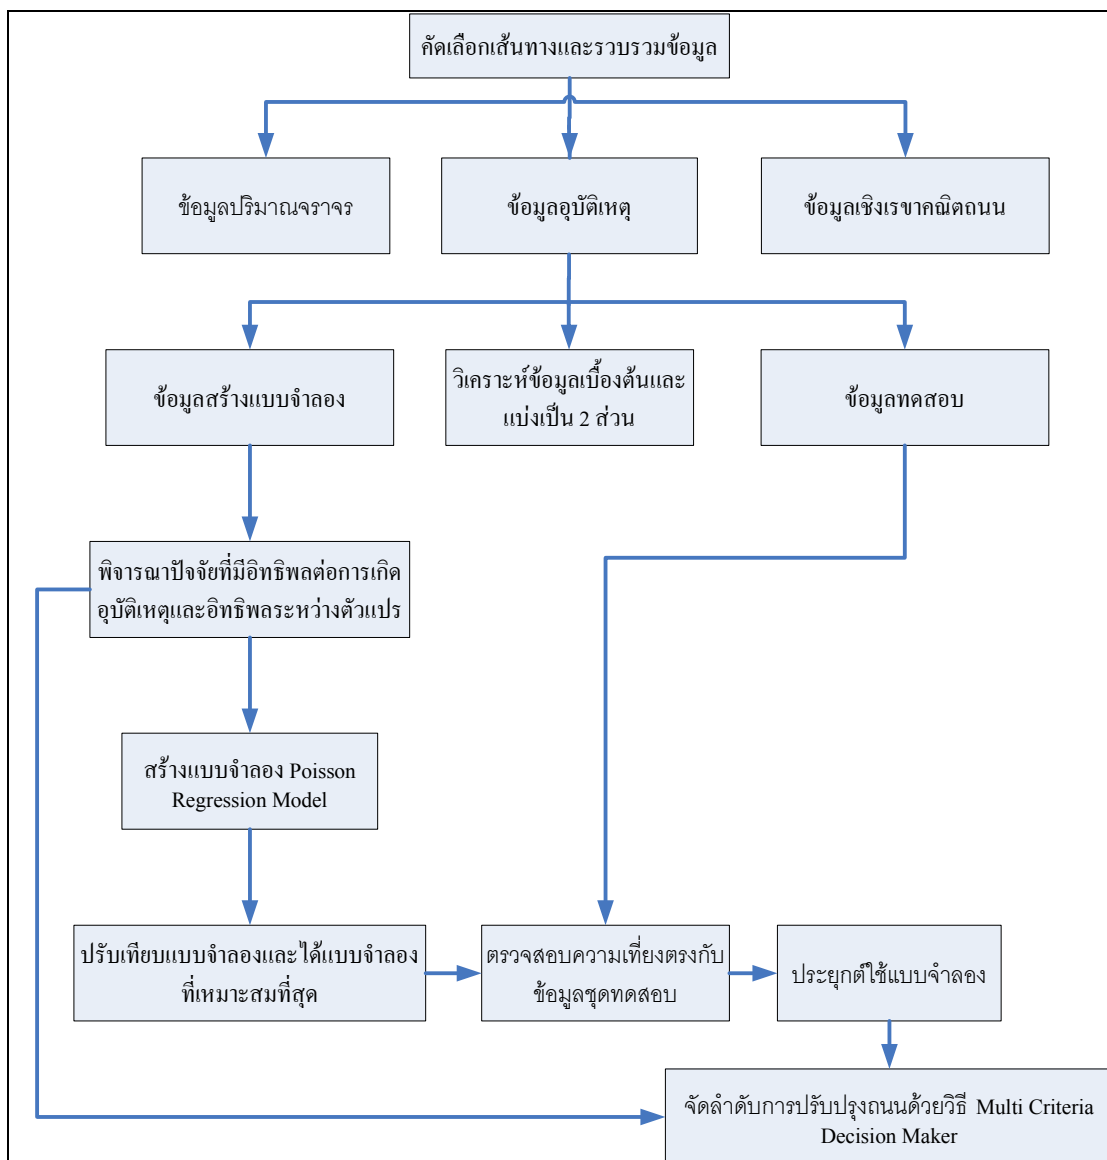 คัดเลือกเส้นทางและรวบรวมข้อมูล
ข้อมูลปริมาณจราจร
ข้อมูลอุบัติเหตุ
ข้อมูลเชิงเรขาคณิตถนน
ข้อมูลสร้างแบบจำลอง
วิเคราะห์ข้อมูลเบื้องต้นและ
แบ่งเป็น 2 ส่วน
ข้อมูลทดสอบ
พิจารณาปัจจัยที่มีอิทธิพลต่อการเกิด
อุบัติเหตุและอิทธิพลระหว่างตัวแปร
สร้างแบบจำลอง Poisson
Regression Model
ปรับเทียบแบบจำลองและได้แบบจำลอง
ที่เหมาะสมที่สุด
ตรวจสอบความเที่ยงตรงกับ
ข้อมูลชุดทดสอบ
ประยุกต์ใช้แบบจำลอง
จัดลำดับการปรับปรุงถนนด้วยวิธี Multi Criteria
Decision Maker